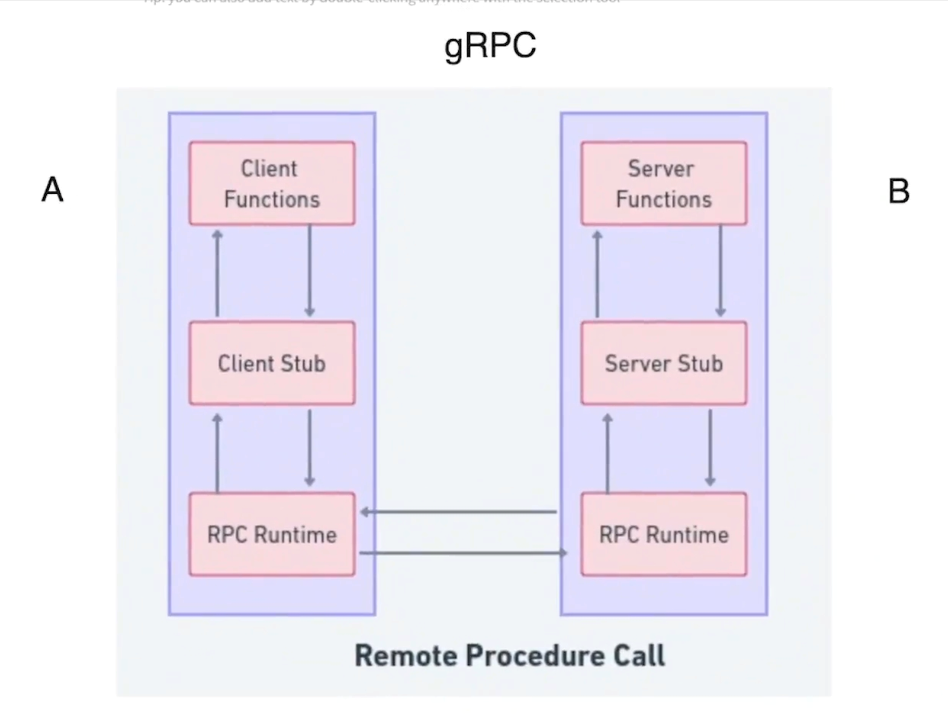 Tip: you can also add text by double-clicking anywhere with the selection tool
gRPC
A
Client
Functions
Server
Functions
B
Client Stub
Server Stub
RPC Runtime
RPC Runtime
Remote Procedure Call